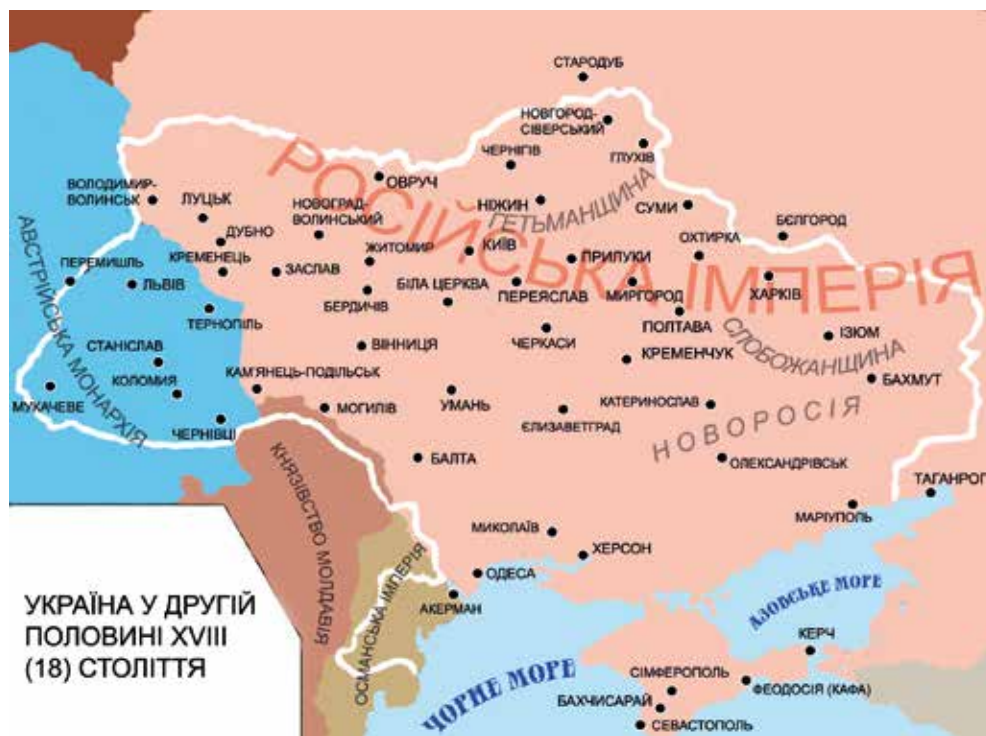 СТАРОДУБ
НОВГОРОД-
СІВЕРСЬКИЙ
ЧЕРНІГІВ
ГЛУХІВ
РОСІЙСЬКА ІМПЕРІЯ
ОВРУЧ
ВОЛОДИМИР-
ВОЛИНСЬК
ЛУЦЬК
НОВОГРАД-
ВОЛИНСЬКИЙ
НІЖИН
ГЕТЬМАНЩИНА
СУМИ
БЄЛГОРОД
ДУБНО
ЖИТОМИР
КИЇВ
ПРИЛУКИ
ОХТИРКА
ПЕРЕМИШЛЬ
КРЕМЕНЕЦЬ
ЗАСЛАВ
ЛЬВІВ
БІЛА ЦЕРКВА
ПЕРЕЯСЛАВ
МИРГОРОД
ХАРКІВ
БЕРДИЧІВ
АВСТРІЙСЬКА МОНАРХІЯ
ТЕРНОПІЛЬ
ПОЛТАВА
СЛОБОЖАНЩИНА
ІЗЮМ
СТАНІСЛАВ
ВІННИЦЯ
ЧЕРКАСИ
КРЕМЕНЧУК
КОЛОМИЯ
КАМ'ЯНЕЦЬ-ПОДІЛЬСЬК
БАХМУТ
МУКАЧЕВЕ
МОГИЛІВ
УМАНЬ
КАТЕРИНОСЛАВ
НОВОРОСІЯ
ЧЕРНІВЦІ
ЄЛИЗАВЕТГРАД
БАЛТА
ОЛЕКСАНДРІВСЬК
ТАГАНРОГ
КНЯЗІВСТВО МОЛДАВІЯ
МАРІУПОЛЬ
МИКОЛАЇВ
ХЕРСОН
ОДЕСА
ОСМАНСЬКА ІМПЕРІЯ
АКЕРМАН
АЗОВСЬКЕ МОРЕ
УКРАЇНА У ДРУГІЙ
ПОЛОВИНІ XVIII
(18) СТОЛІТТЯ
КЕРЧ
ЧОРНЕ МОРЕ
СІМФЕРОПОЛЬ
ФЕОДОСІЯ (КАФА)
БАХЧИСАРАЙ
СЕВАСТОПОЛЬ